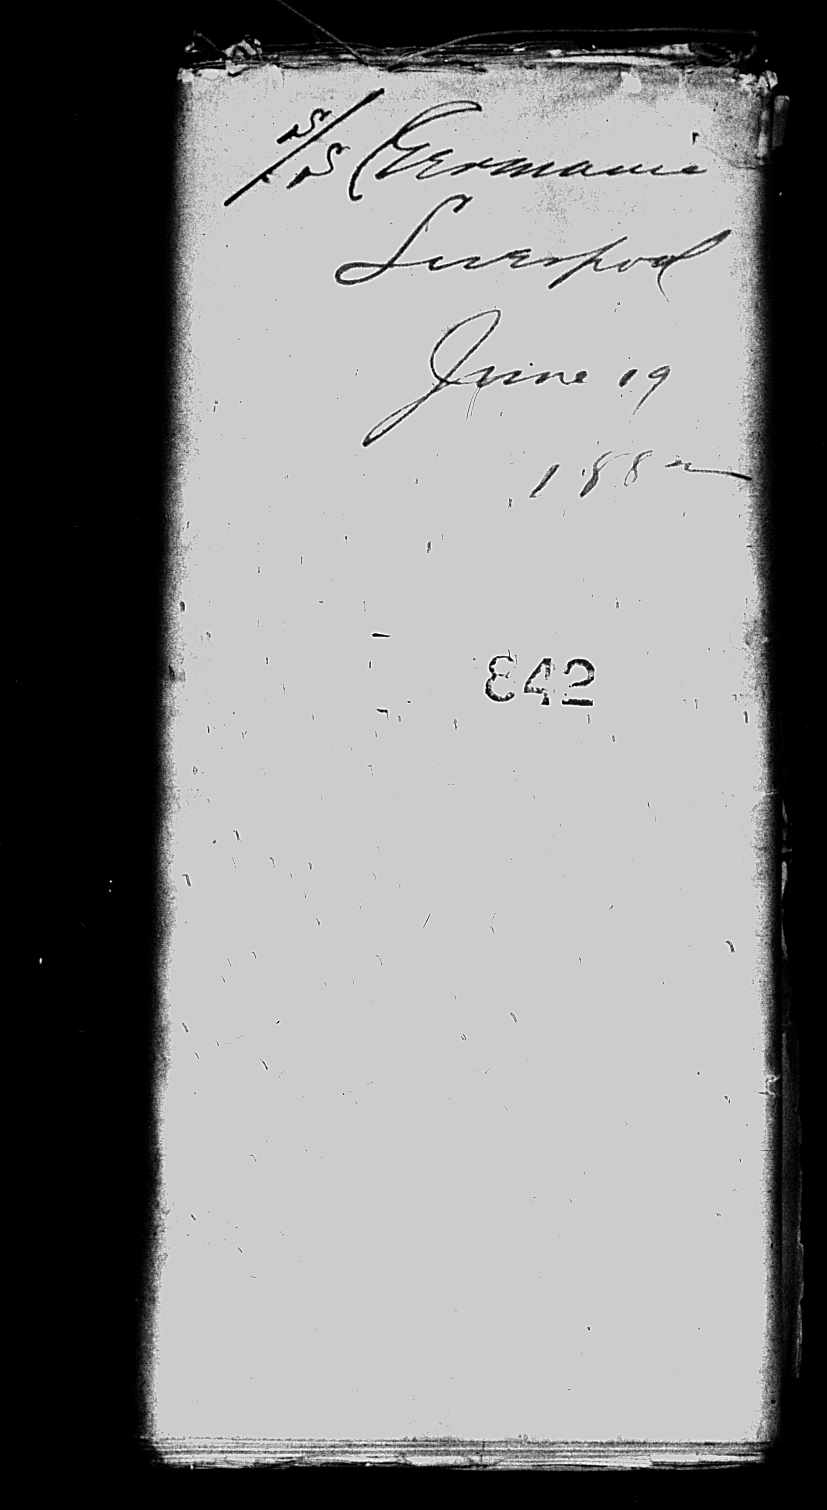 S/S Germanic
Liverpool
June 19
1882
842